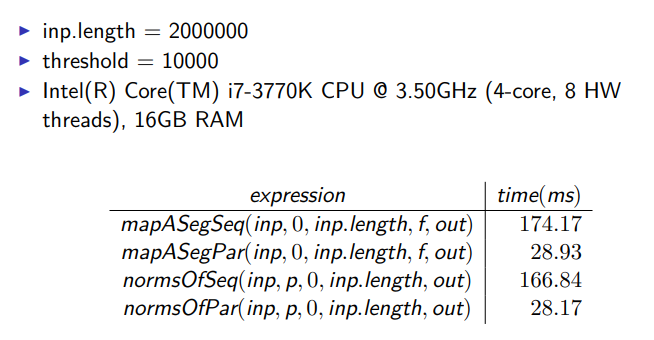 inp.length = 2000000
threshold = 10000
Intel(R) Core(TM) i7-3770K CPU @ 3.50GHz (4-core, 8 HW
threads), 16GB RAM
expression time(ms)
mapASegSeq(inp, 0, inp.length, f, out) 174.17
mapASegPar(inp, 0, inp.length, f, out) 28.93
normsOfSeq(inp, p, 0, inp.length, out) 166.84
normsOfPar(inp, p, 0, inp.length, out) 28.17